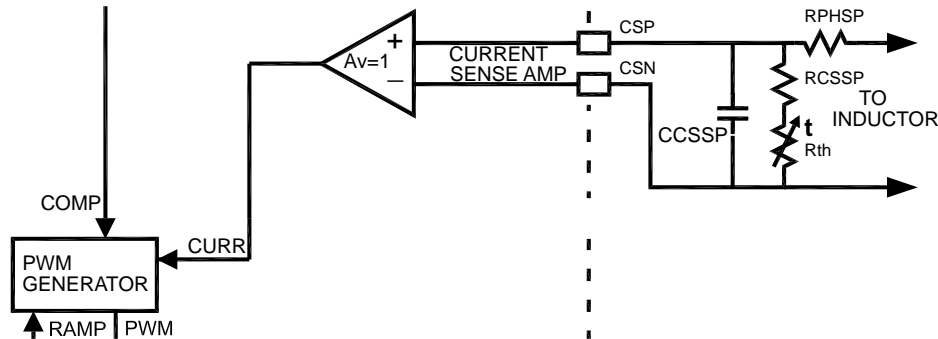 CSP
RPHSP
+
Av=1
CURRENT
SENSE AMP
−
CSN
RCSSP
TO
INDUCTOR
CCSSP
t
Rth
COMP
CURR
PWM
GENERATOR
RAMP
PWM